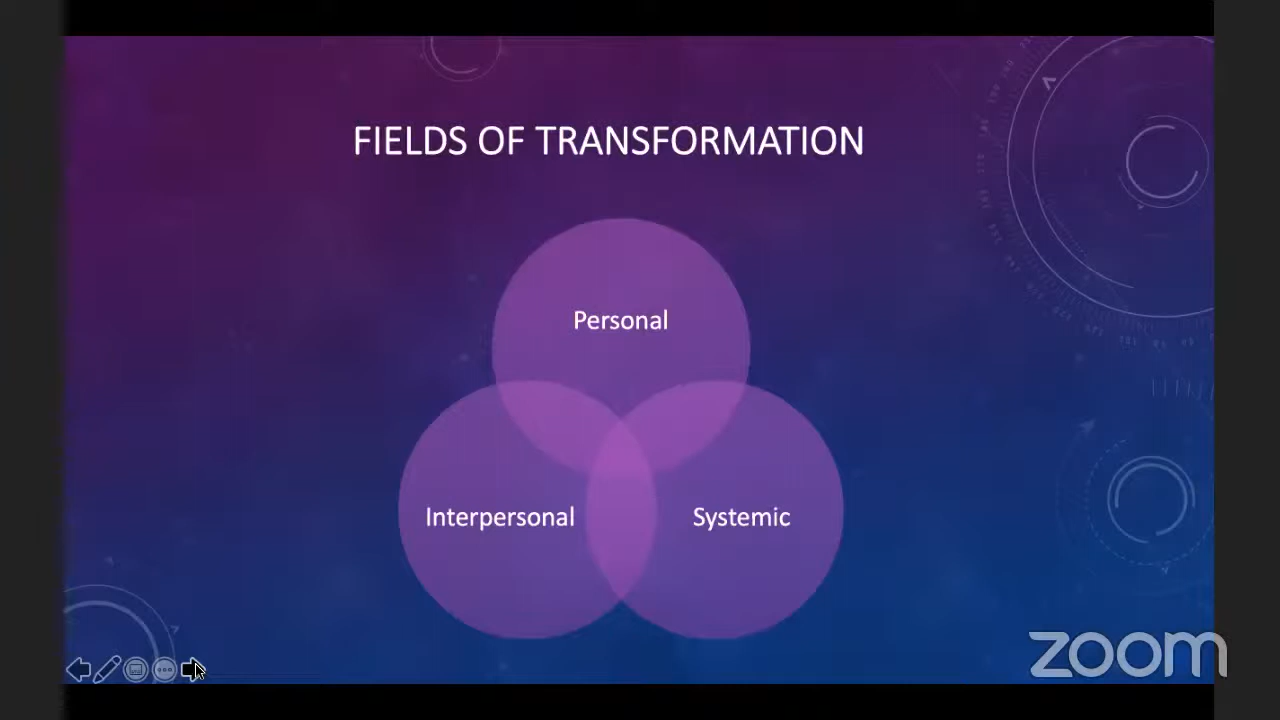 FIELDS OF TRANSFORMATION
Personal
Interpersonal
Systemic
zoom